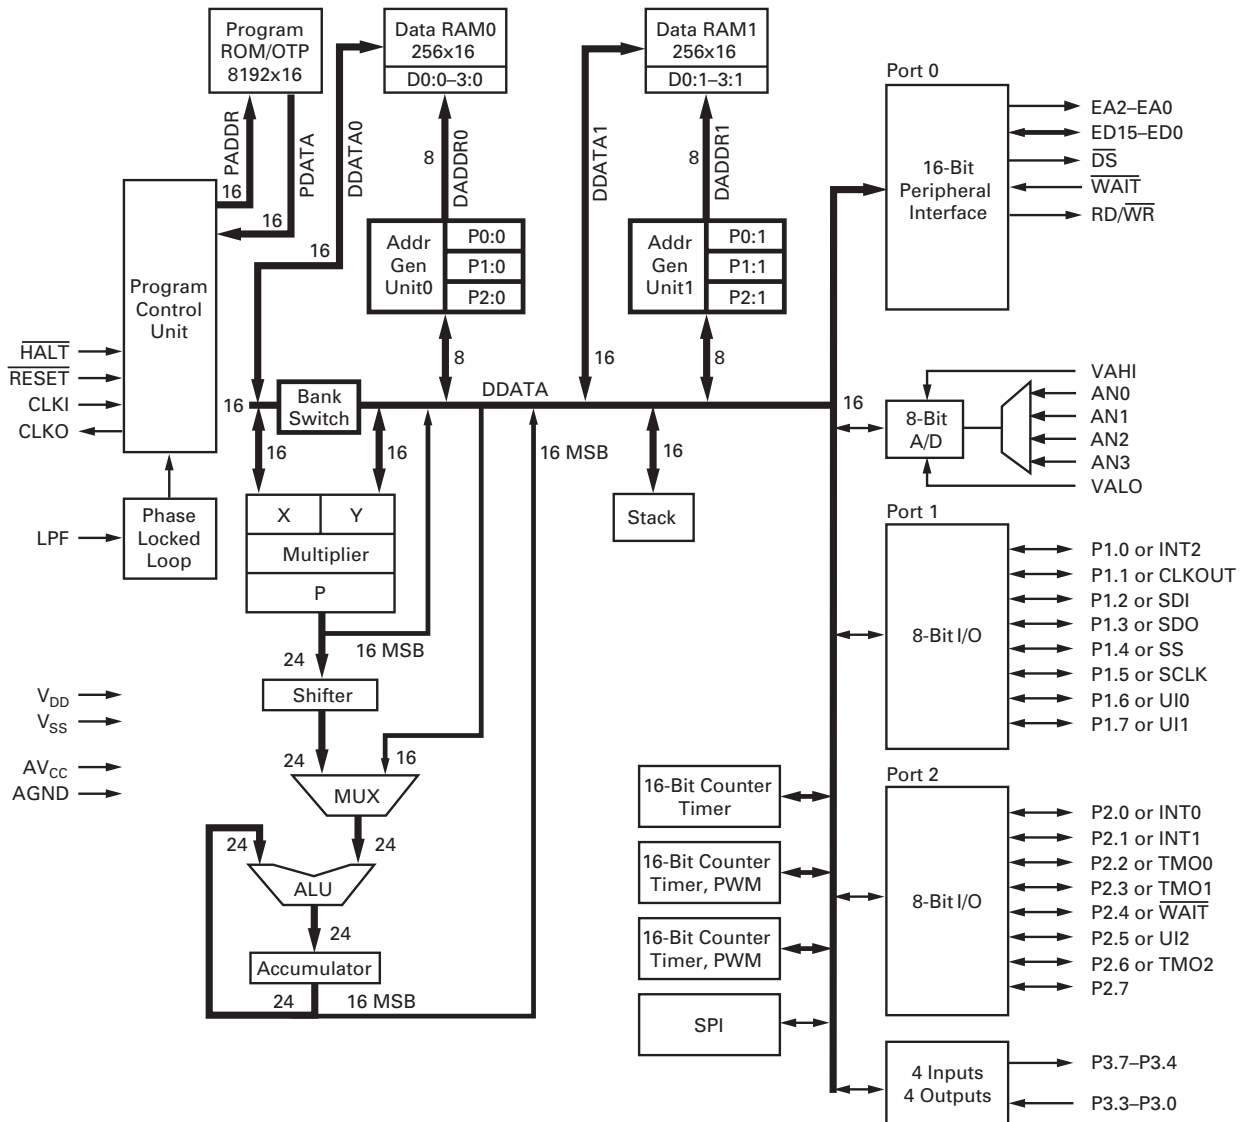 Program
ROM/OTP
8192x16
Data RAM0
256x16
D0:0–3:0
Data RAM1
256x16
D0:1–3:1
PADDR
16
PDATA
16
DDATA0
16
8
DADDR0
DDATA1
16
8
DADDR1
Addr
Gen
Unit0
P0:0
P1:0
P2:0
Addr
Gen
Unit1
P0:1
P1:1
P2:1
8
8
Program
Control
Unit
HALT
RESET
CLKI
CLKO
LPF
Phase
Locked
Loop
16
Bank
Switch
DDATA
16
16
16
16 MSB
16
Stack
X
Y
Multiplier
P
24
16 MSB
Shifter
24
16
MUX
24
24
ALU
24
Accumulator
24
16 MSB
VDD
VSS
AVCC
AGND
Port 0
16-Bit
Peripheral
Interface
EA2–EA0
ED15–ED0
DS
WAIT
RD/WR
16
8-Bit
A/D
VAHI
AN0
AN1
AN2
AN3
VALO
Port 1
8-Bit I/O
P1.0 or INT2
P1.1 or CLKOUT
P1.2 or SDI
P1.3 or SDO
P1.4 or SS
P1.5 or SCLK
P1.6 or UI0
P1.7 or UI1
16-Bit Counter
Timer
16-Bit Counter
Timer, PWM
16-Bit Counter
Timer, PWM
SPI
Port 2
8-Bit I/O
P2.0 or INT0
P2.1 or INT1
P2.2 or TMO0
P2.3 or TMO1
P2.4 or WAIT
P2.5 or UI2
P2.6 or TMO2
P2.7
4 Inputs
4 Outputs
P3.7–P3.4
P3.3–P3.0